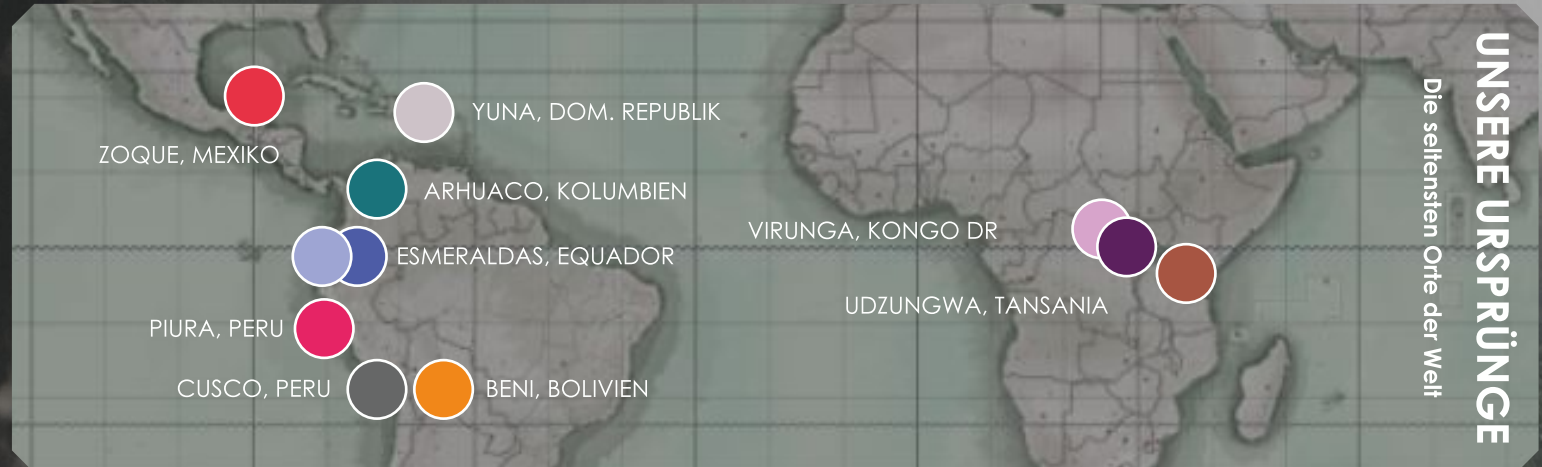 UNSERE URSPRÜNGE
Die seltensten Orte der Welt
YUNA, DOM. REPUBLIK
ZOQUE, MEXIKO
ARHUACO, KOLUMBIEN
VIRUNGA, KONGO DR
ESMERALDAS, EQUADOR
UDZUNGWA, TANSANIA
PIURA, PERU
CUSCO, PERU
BENI, BOLIVIEN